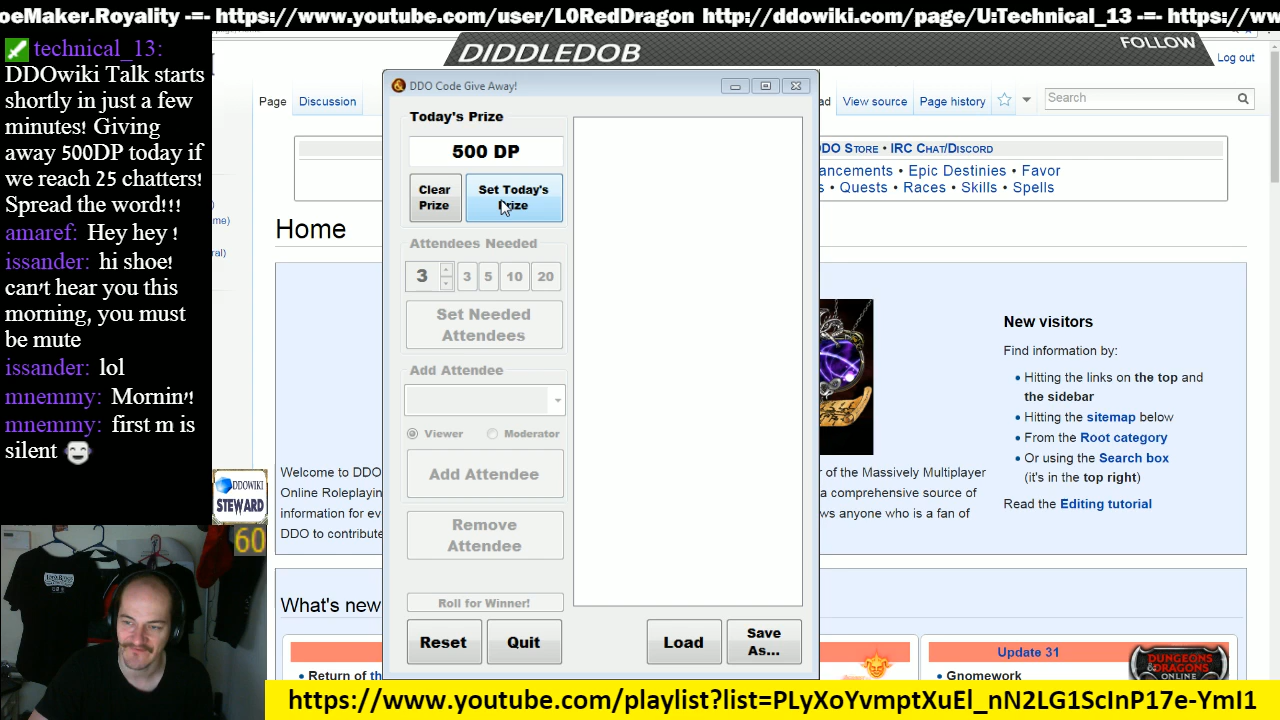 oeMaker.Royality -=- https://www.youtube.com/user/L0RedDragon http://ddowiki.com/page/U:Technical_13 -=- https://ww
technical_13:
DDOwiki Talk starts
shortly in just a few
minutes! Giving
away 500DP today if
we reach 25 chatters!
Spread the word!!!
amaref: Hey hey !
issander: hi shoe!
can't hear you this
morning, you must
be mute
issander: lol
mnemmy: Mornin'!
mnemmy: first m is
silent
DDOWIKI
STEWARD
60
DIDDLEDOB
FOLLOW
Log out
Page
Discussion
ad
View source
Page history
Search
DDO Code Give Away!
Today's Prize
500 DP
Clear
Prize
Set Today's
Prize
Attendees Needed
3
3
5
10
20
Set Needed
Attendees
Add Attendee
Viewer
Moderator
Add Attendee
Remove
Attendee
Roll for Winner!
Reset
Quit
Load
Save
As...
me)
ral)
DO Store • IRC Chat/Discord
ancements • Epic Destinies • Favor
s • Quests • Races • Skills • Spells
Home
Welcome to DDO
Online Roleplayin
information for ev
DDO to contribute
r of the Massively Multiplayer
a comprehensive source of
ws anyone who is a fan of
New visitors
Find information by:
• Hitting the links on the top and
the sidebar
• Hitting the sitemap below
• From the Root category
• Or using the Search box
(it's in the top right)
Read the Editing tutorial
What's new
• Return of th
Update 31
• Gnomework
DUNGEONS
& DRAGONS
ONLINE
https://www.youtube.com/playlist?list=PLyXoYvmptXuEl_nN2LG1ScInP17e-YmI1